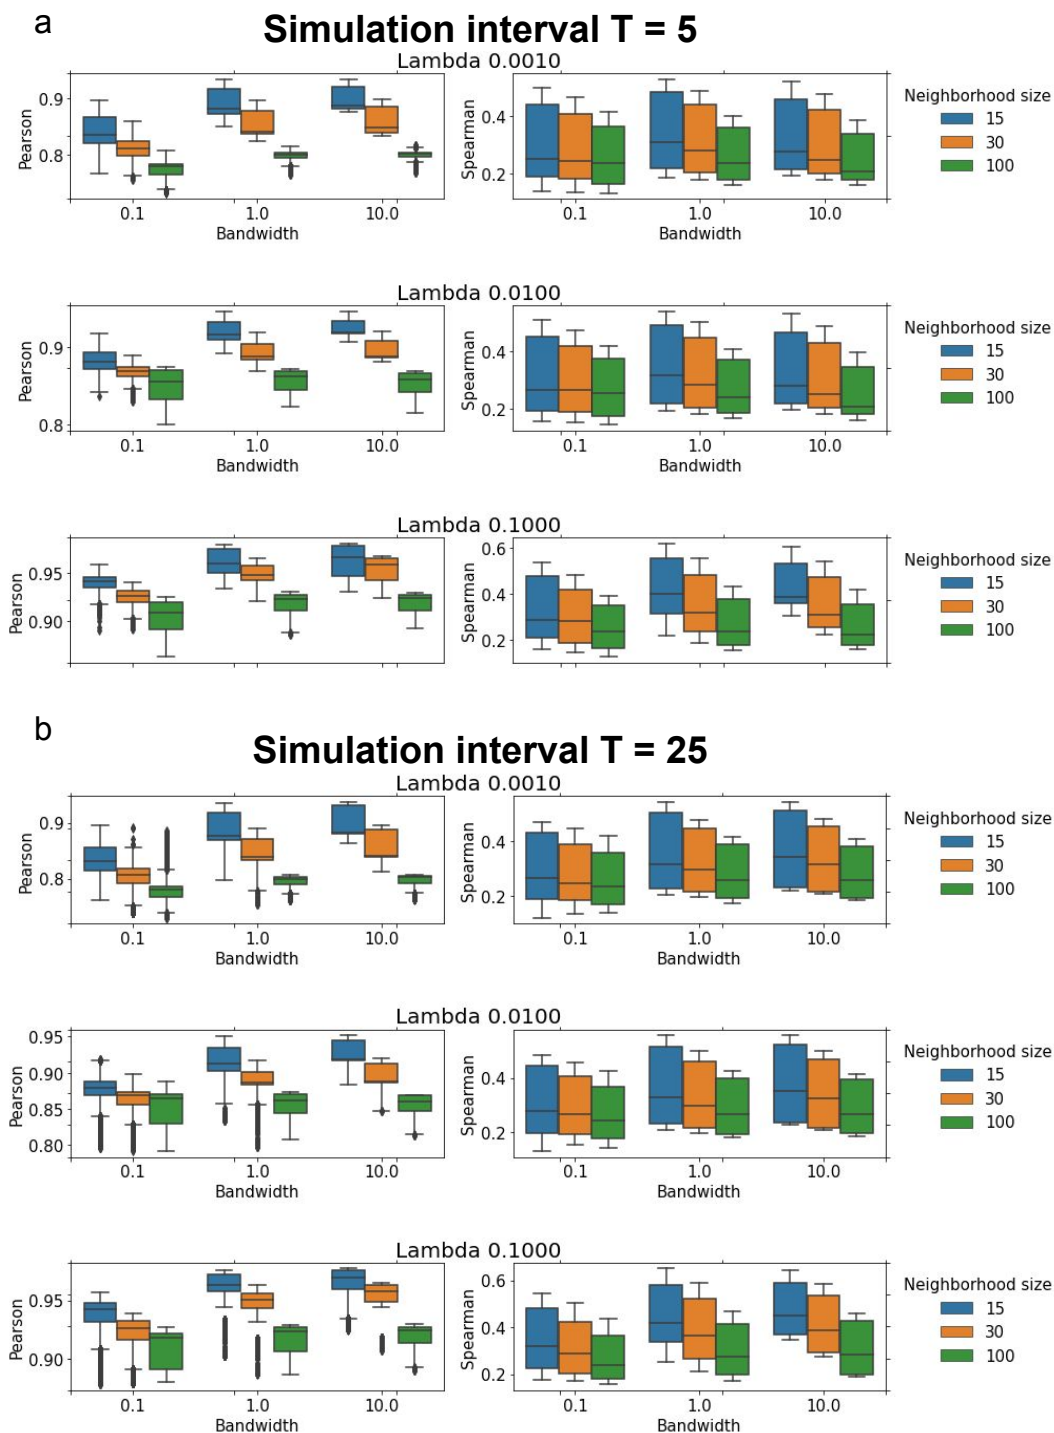 a
Simulation interval T = 5
Lambda 0.0010
Pearson
0.9
0.8
0.1 1.0 10.0
Bandwidth
Spearman
0.4
0.2
0.1 1.0 10.0
Bandwidth
Neighborhood size
15
30
100
Lambda 0.0100
Pearson
0.9
0.8
0.1 1.0 10.0
Bandwidth
Spearman
0.4
0.2
0.1 1.0 10.0
Bandwidth
Neighborhood size
15
30
100
Lambda 0.1000
Pearson
0.95
0.90
0.1 1.0 10.0
Bandwidth
Spearman
0.6
0.4
0.2
0.1 1.0 10.0
Bandwidth
Neighborhood size
15
30
100
b
Simulation interval T = 25
Lambda 0.0010
Pearson
0.9
0.8
0.1 1.0 10.0
Bandwidth
Spearman
0.4
0.2
0.1 1.0 10.0
Bandwidth
Neighborhood size
15
30
100
Lambda 0.0100
Pearson
0.95
0.90
0.85
0.80
0.1 1.0 10.0
Bandwidth
Spearman
0.4
0.2
0.1 1.0 10.0
Bandwidth
Neighborhood size
15
30
100
Lambda 0.1000
Pearson
0.95
0.90
0.1 1.0 10.0
Bandwidth
Spearman
0.6
0.4
0.2
0.1 1.0 10.0
Bandwidth
Neighborhood size
15
30
100